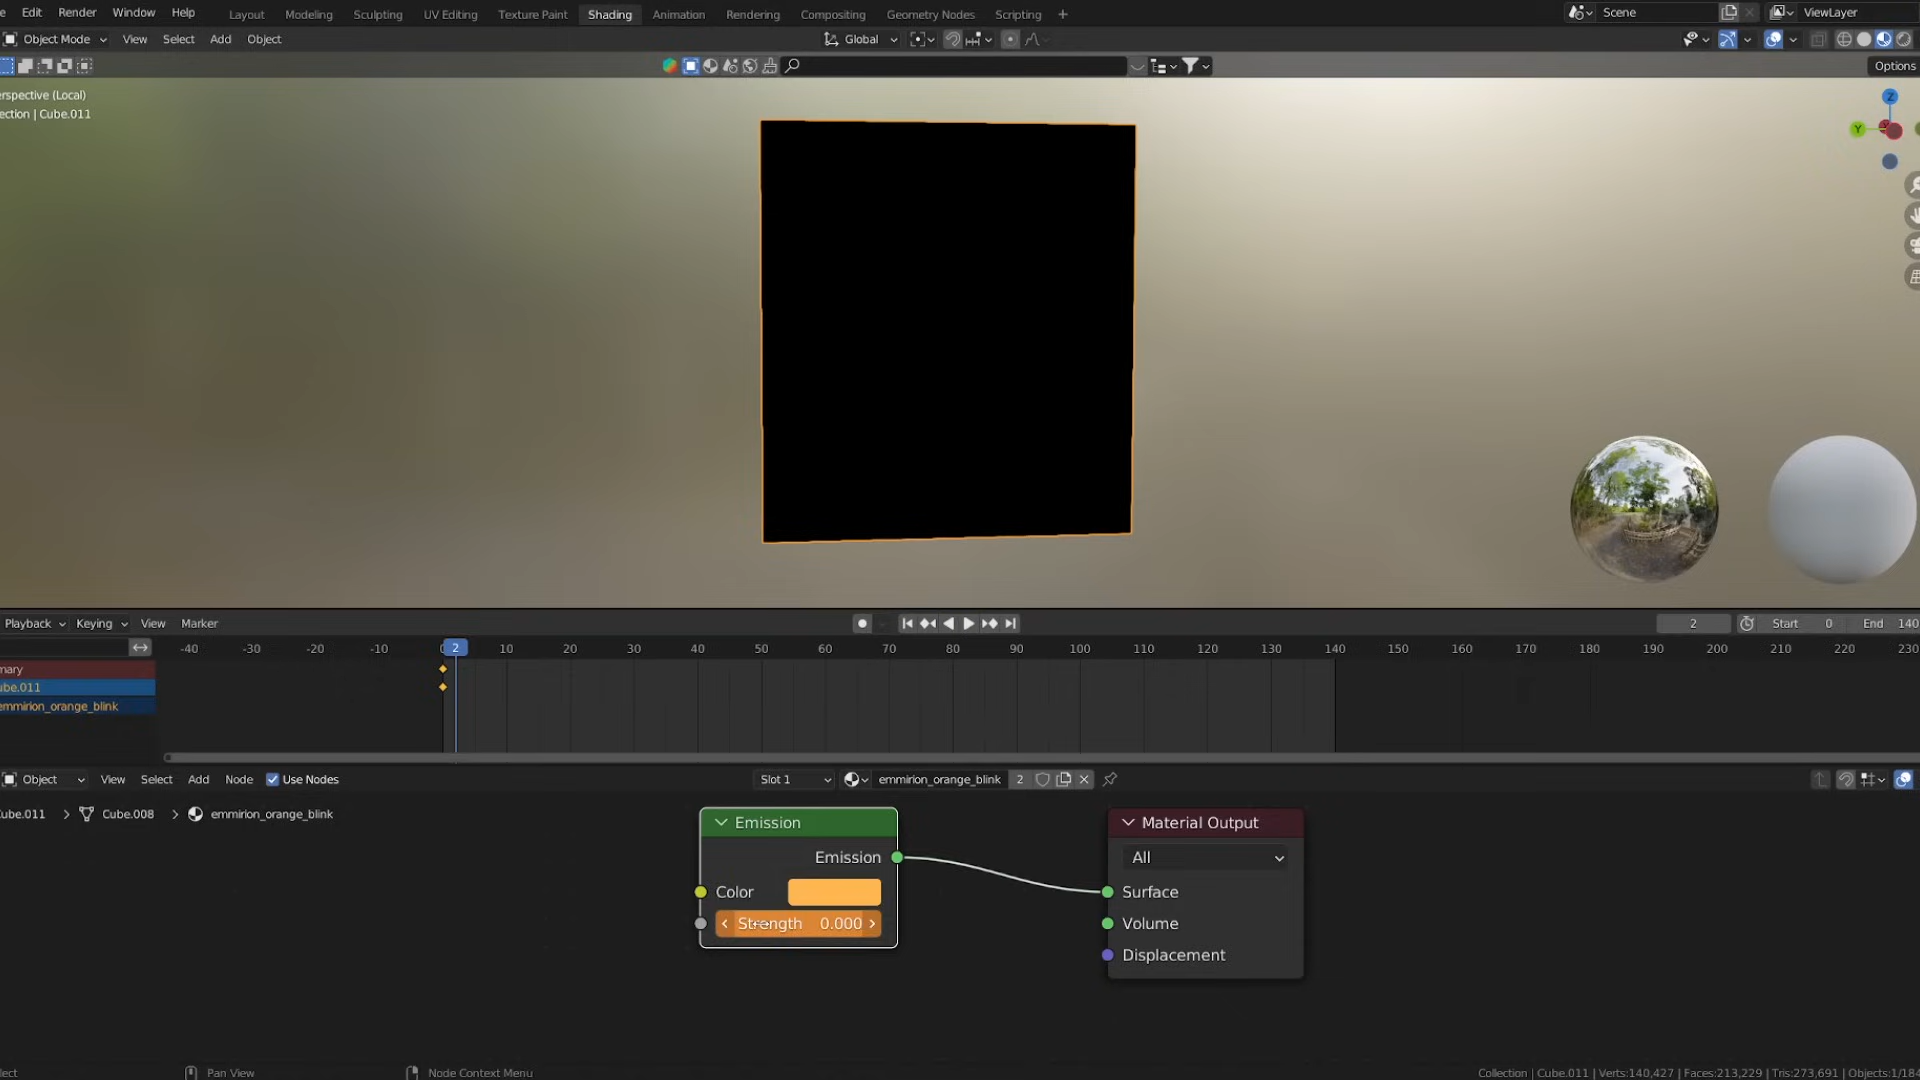 Edit Render Window Help Layout Modeling Sculpting UV Editing Texture Paint Shading Animation Rendering Compositing Geometry Nodes Scripting + Scene ViewLayer
Object Mode View Select Add Object Global
Options
erspective (Local)
ection | Cube.011
Z
Y
Playback Keying View Marker 2 Start 0 End 140
-40 -30 -20 -10 2 10 20 30 40 50 60 70 80 90 100 110 120 130 140 150 160 170 180 190 200 210 220 230
mary
ube.011
emmirion_orange_blink
Object View Select Add Node Use Nodes Slot 1 emmirion_orange_blink 2
ube.011 > Cube.008 > emmirion_orange_blink
Emission
Emission
Color
Strength 0.000
Material Output
All
Surface
Volume
Displacement
lect Pan View Node Context Menu Collection | Cube.011 | Verts:140,427 | Faces:213,229 | Tris:273,691 | Objects:1/184